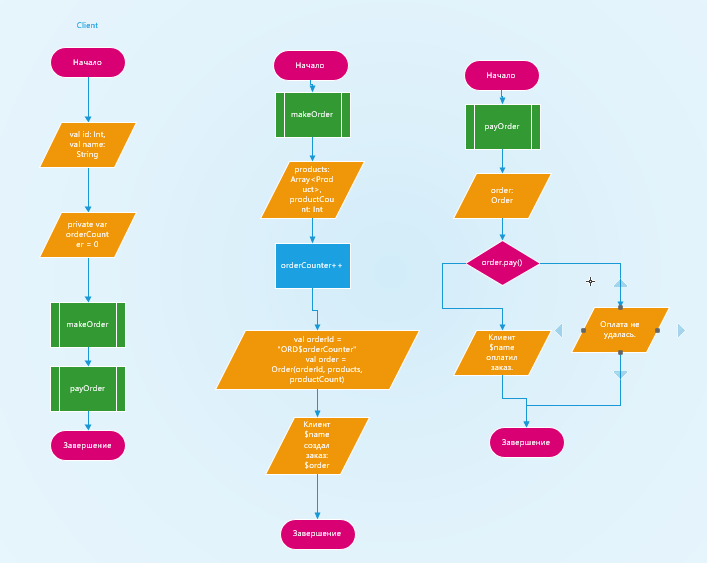 Client
Начало
val id: Int,
val name:
String
private var
orderCount
er = 0
makeOrder
payOrder
Завершение
Начало
makeOrder
products:
Array<Prod
uct>,
productCou
nt: Int
orderCounter++
val orderId =
"ORD$orderCounter"
val order =
Order(orderId, products,
productCount)
Клиент
$name
создал
заказ:
$order
Завершение
Начало
payOrder
order:
Order
order.pay()
Клиент
$name
оплатил
заказ.
Оплата не
удалась.
Завершение